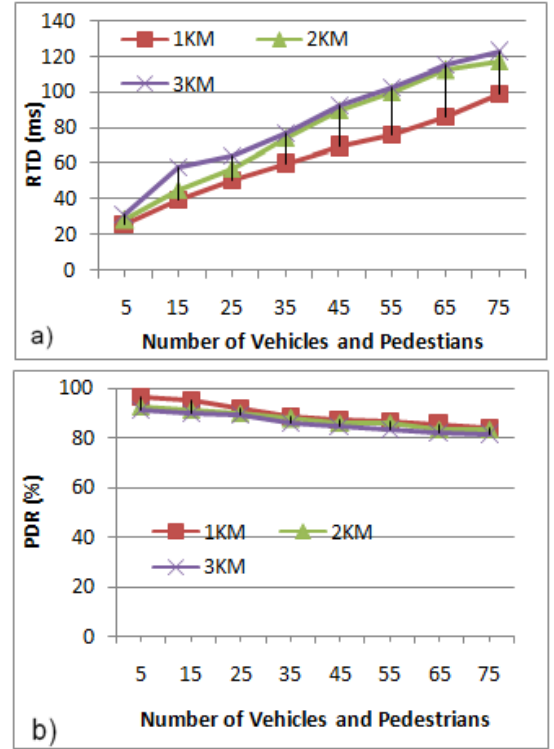 140
120
100
80
60
40
20
0
RTD (ms)
1KM 2KM
3KM
5 15 25 35 45 55 65 75
a) Number of Vehicles and Pedestians
100
80
60
40
20
0
PDR (%)
1KM 2KM
3KM
5 15 25 35 45 55 65 75
b) Number of Vehicles and Pedestrians